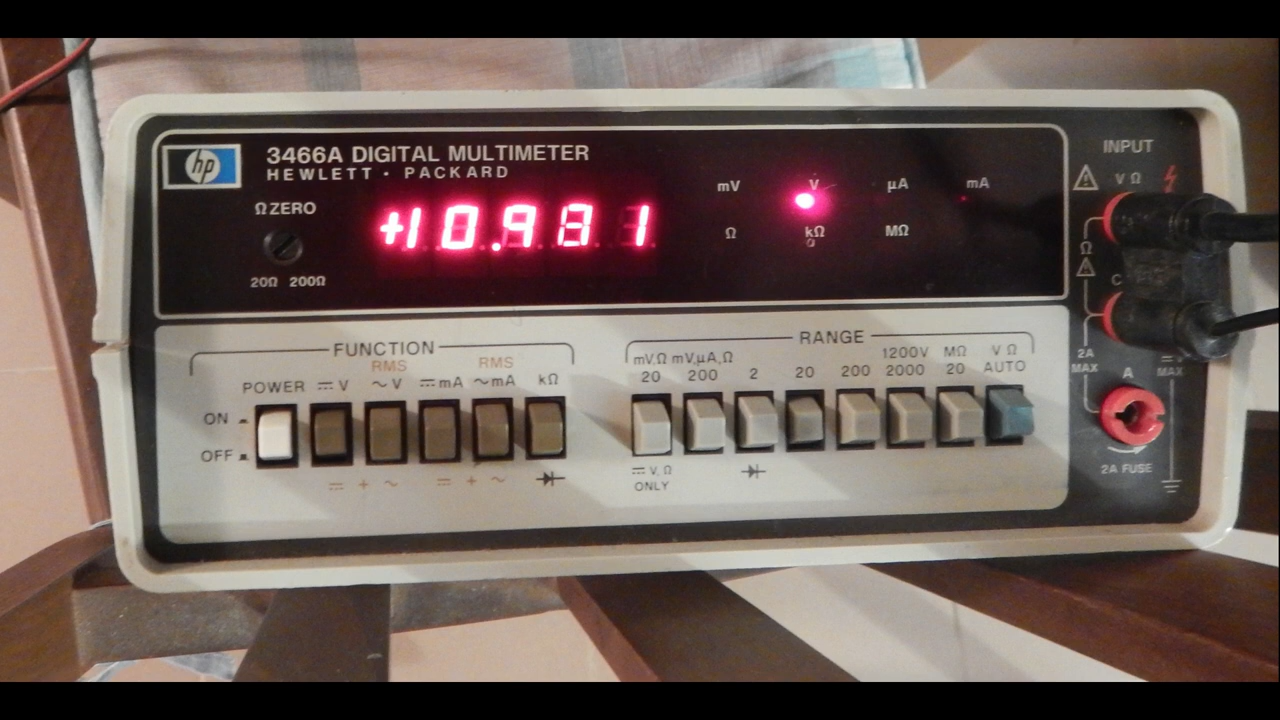 hp
3466A DIGITAL MULTIMETER
HEWLETT · PACKARD
Ω ZERO
20Ω 200Ω
+10.981
mV V µA mA
Ω kΩ MΩ
INPUT
V Ω
Ω
C
2A
MAX
MAX
A
2A FUSE
FUNCTION
RMS RMS
POWER ⎓ V ~ V ⎓ mA ~ mA kΩ
ON
OFF
⎓ + ~ ⎓ + ~
RANGE
mV,Ω mV,µA,Ω 1200V MΩ V Ω
20 200 2 20 200 2000 20 AUTO
⎓ V, Ω
ONLY